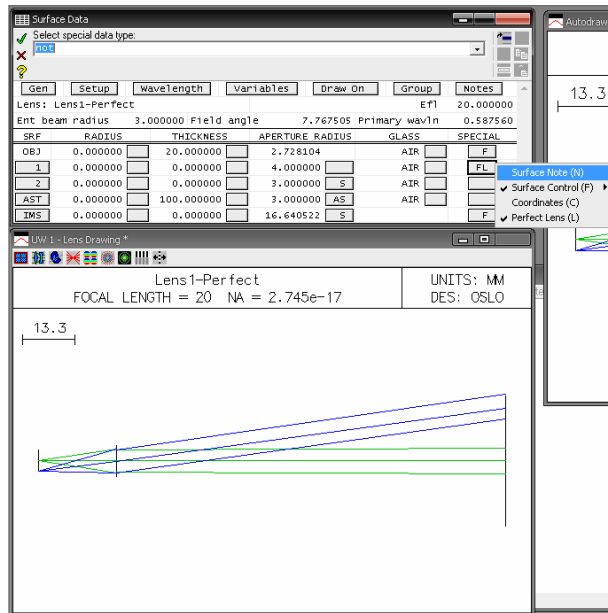 Surface Data
Autodraw
Select special data type:
not
Gen Setup Wavelength Variables Draw On Group Notes
Lens: Lens1-Perfect Efl 20.000000
Ent beam radius 3.000000 Field angle 7.767505 Primary wavln 0.587560
SRF RADIUS THICKNESS APERTURE RADIUS GLASS SPECIAL
OBJ 0.000000 20.000000 2.728104 AIR F
1 0.000000 0.000000 4.000000 AIR FL
2 0.000000 0.000000 3.000000 S AIR
AST 0.000000 100.000000 3.000000 AS AIR
IMS 0.000000 0.000000 16.640522 S F
Surface Note (N)
Surface Control (F)
Coordinates (C)
Perfect Lens (L)
13.3
UW 1 - Lens Drawing *
Lens1-Perfect
FOCAL LENGTH = 20 NA = 2.745e-17
UNITS: MM
DES: OSLO
13.3